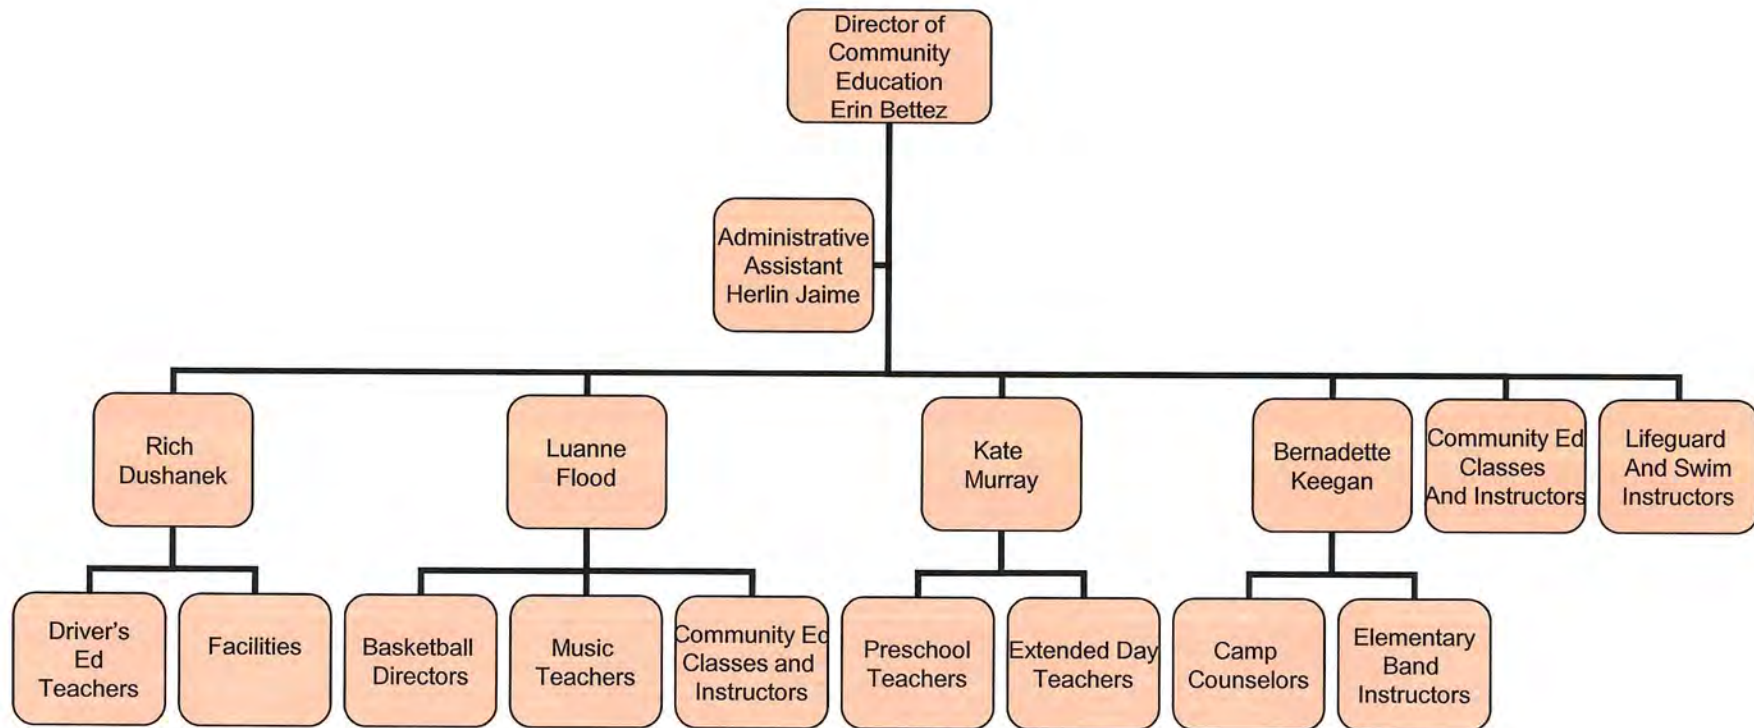 Director of
Community
Education
Erin Bettez
Administrative
Assistant
Herlin Jaime
Rich
Dushanek
Luanne
Flood
Kate
Murray
Bernadette
Keegan
Community Ed
Classes
And Instructors
Lifeguard
And Swim
Instructors
Driver's
Ed
Teachers
Facilities
Basketball
Directors
Music
Teachers
Community Ed
Classes and
Instructors
Preschool
Teachers
Extended Day
Teachers
Camp
Counselors
Elementary
Band
Instructors